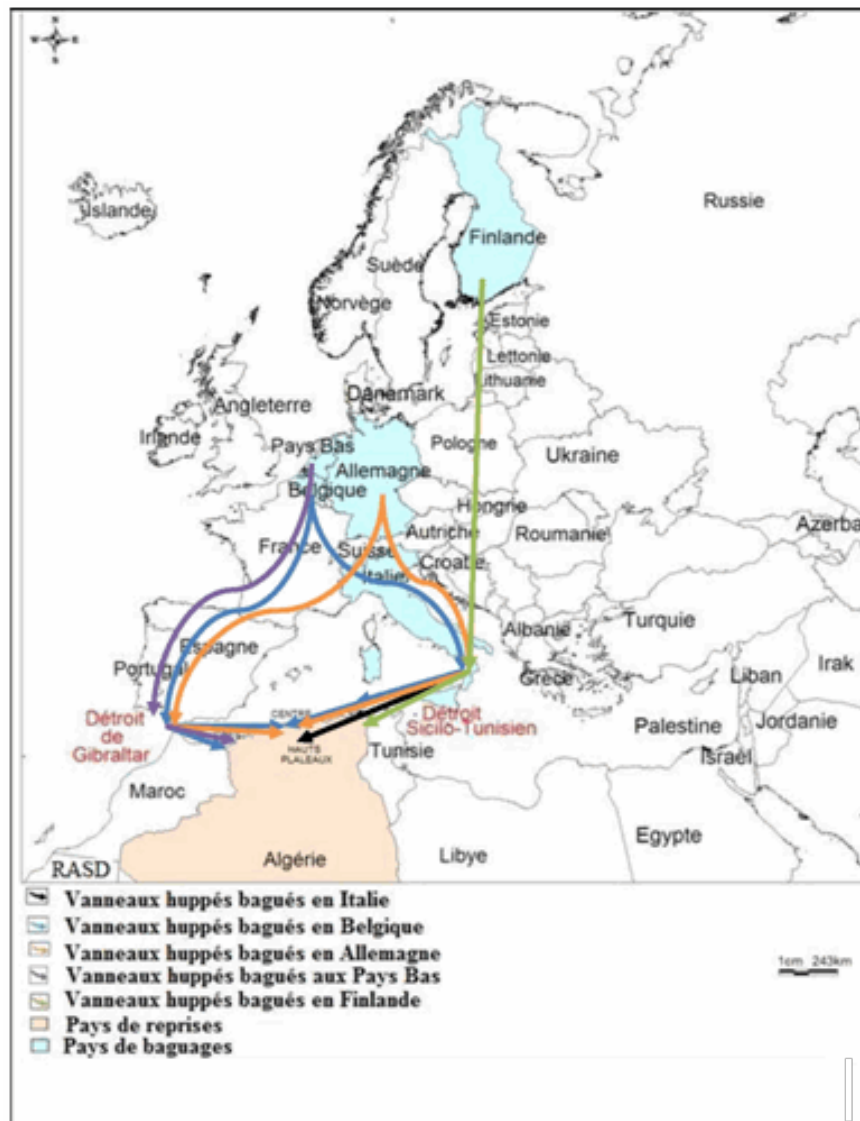 N
W E
S
Islande
Russie
Finlande
Suède
Norvège
Estonie
Lettonie
Lithuanie
Danemark
Angleterre
Irlande
Pays Bas
Pologne
Allemagne
Ukraine
Belgique
Hongrie
Autriche
Roumanie
Azerba
France
Suisse
Croatie
Italie
Albanie
Turquie
Espagne
Portugal
Grèce
Liban
Irak
CENTRE
Détroit
de
Gibraltar
Détroit
Sicilo-Tunisien
Palestine
Jordanie
HAUTS
PLALEAUX
Tunisie
Israël
Maroc
Egypte
RASD
Algérie
Libye
Vanneaux huppés bagués en Italie
Vanneaux huppés bagués en Belgique
Vanneaux huppés bagués en Allemagne
Vanneaux huppés bagués aux Pays Bas
Vanneaux huppés bagués en Finlande
Pays de reprises
Pays de baguages
1cm 243km